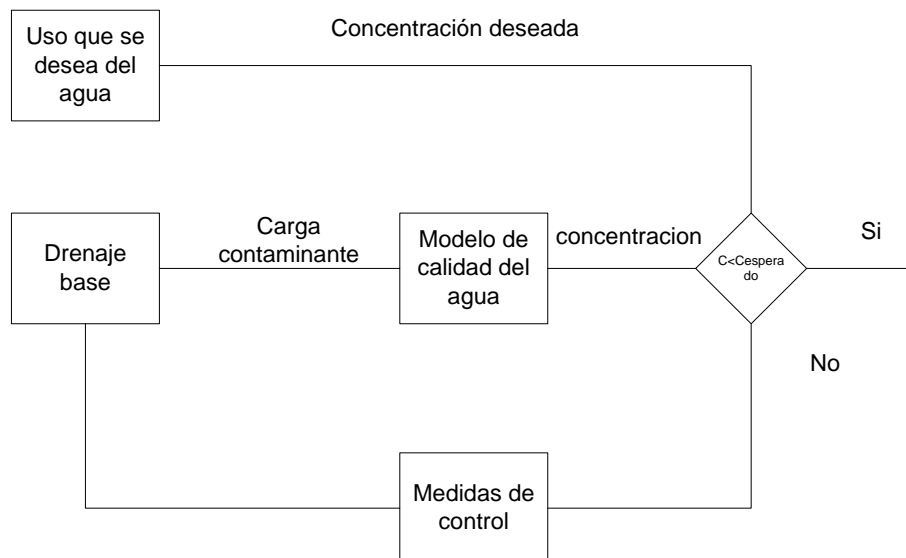 Uso que se
desea del
agua
Concentración deseada
Drenaje
base
Carga
contaminante
Modelo de
calidad del
agua
concentracion
C<Cespera
do
Si
No
Medidas de
control